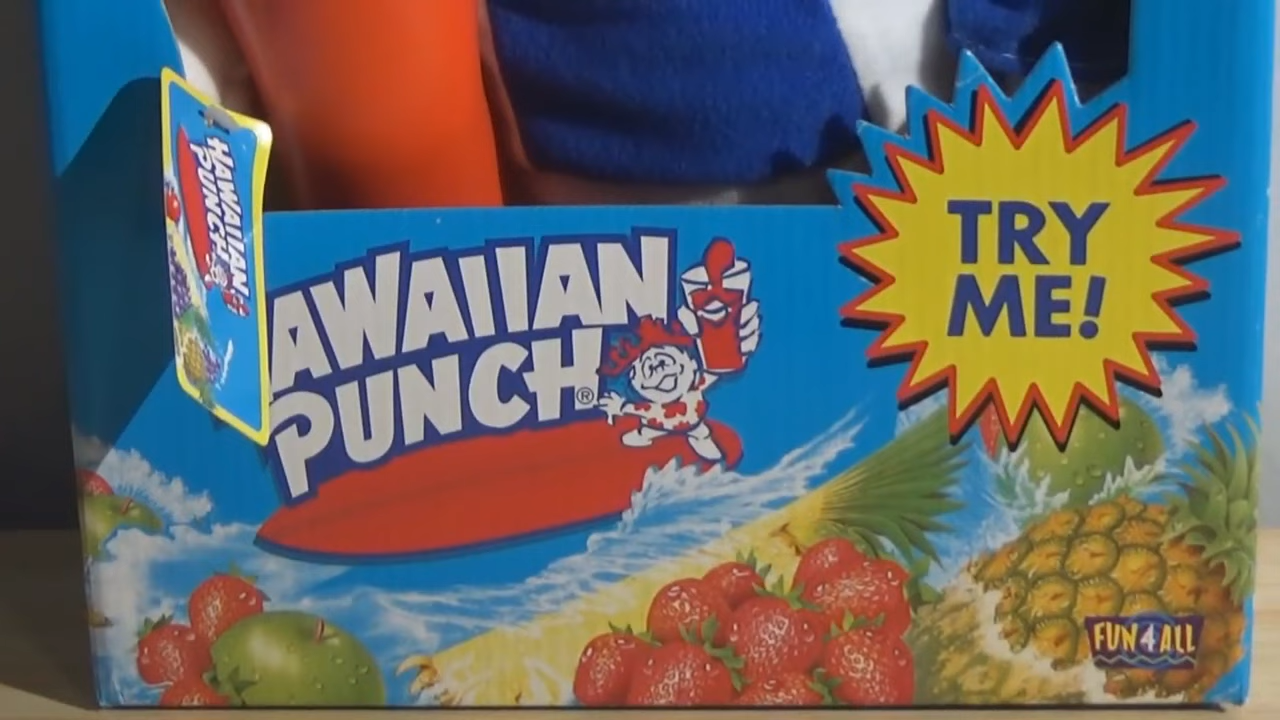 HAWAIIAN
PUNCH
AWAIIAN
PUNCH®
TRY
ME!
FUN4ALL